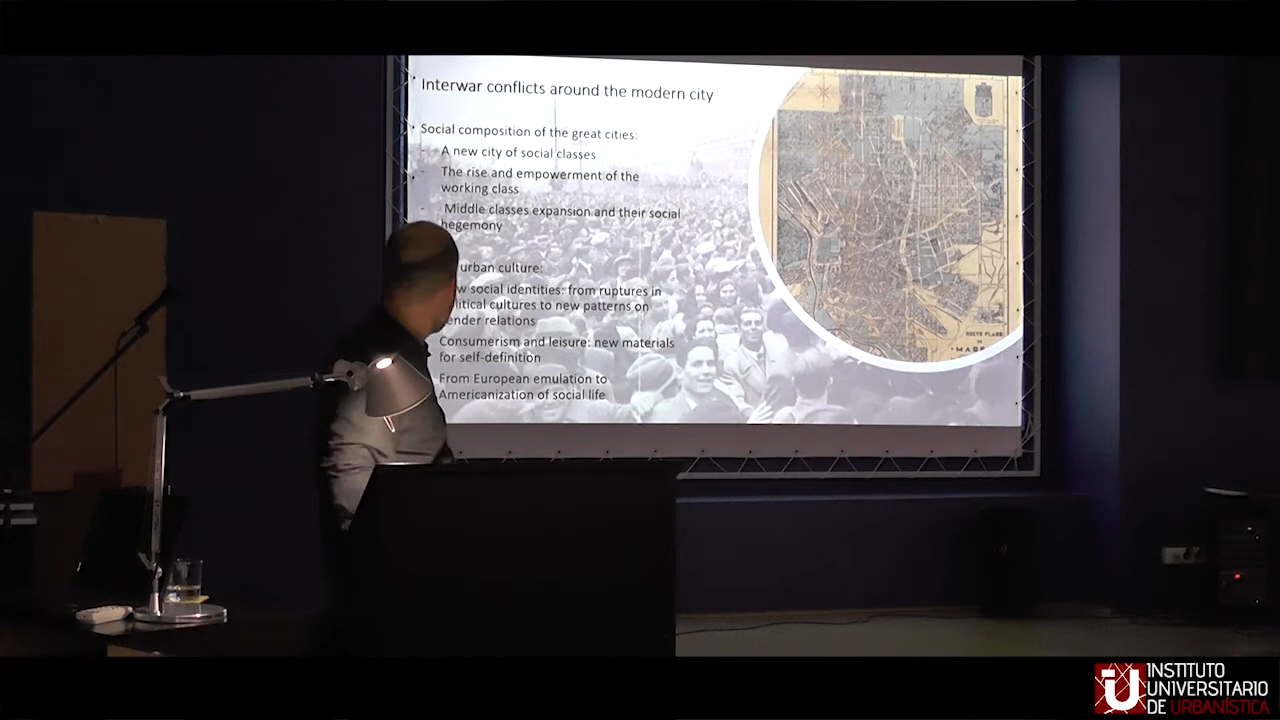 Interwar conflicts around the modern city
Social composition of the great cities:
- A new city of social classes
- The rise and empowerment of the
working class
- Middle classes expansion and their social
hegemony
urban culture:
social identities: from ruptures in
cultures to new patterns on
relations
Consumerism and leisure: new materials
for self-definition
From European emulation to
Americanization of social life
INSTITUTO
UNIVERSITARIO
DE URBANÍSTICA